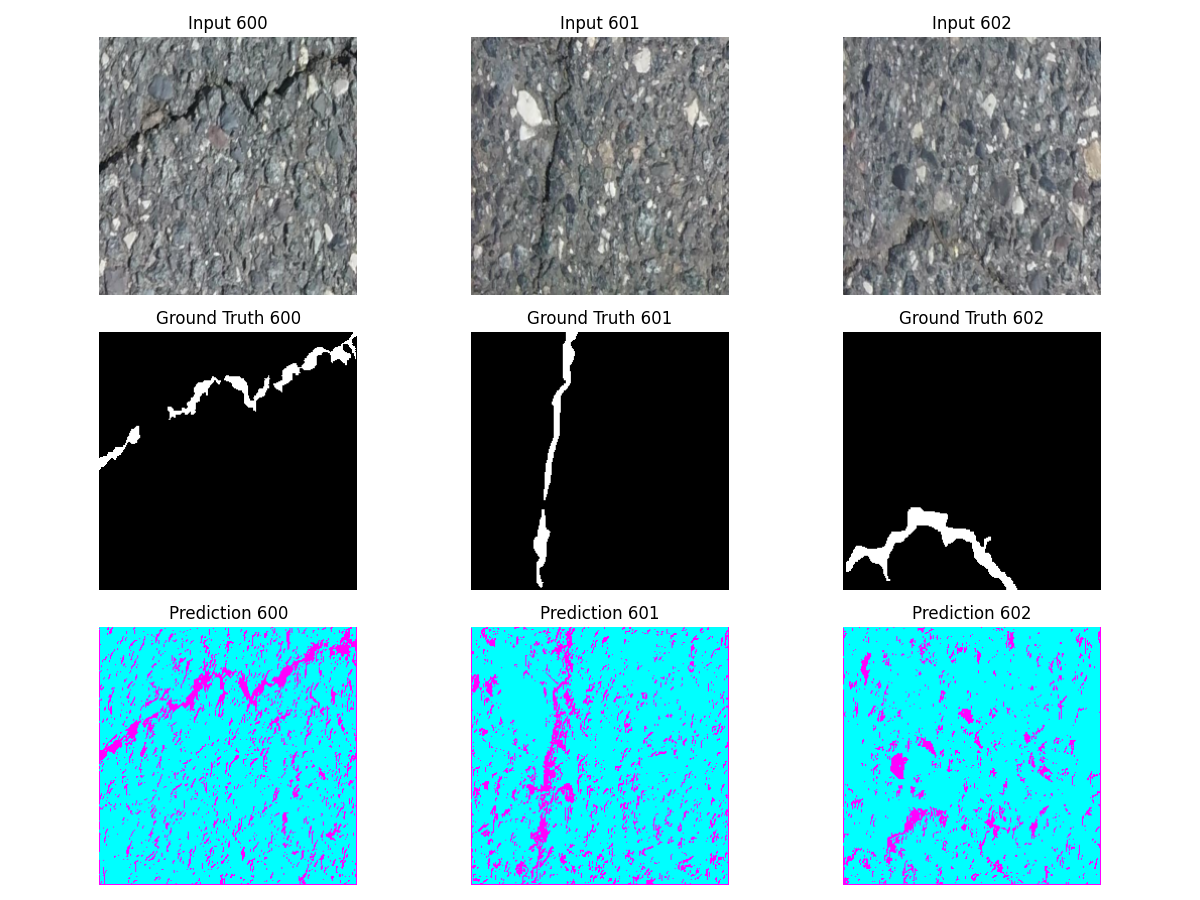 Input 600
Input 601
Input 602
Ground Truth 600
Ground Truth 601
Ground Truth 602
Prediction 600
Prediction 601
Prediction 602